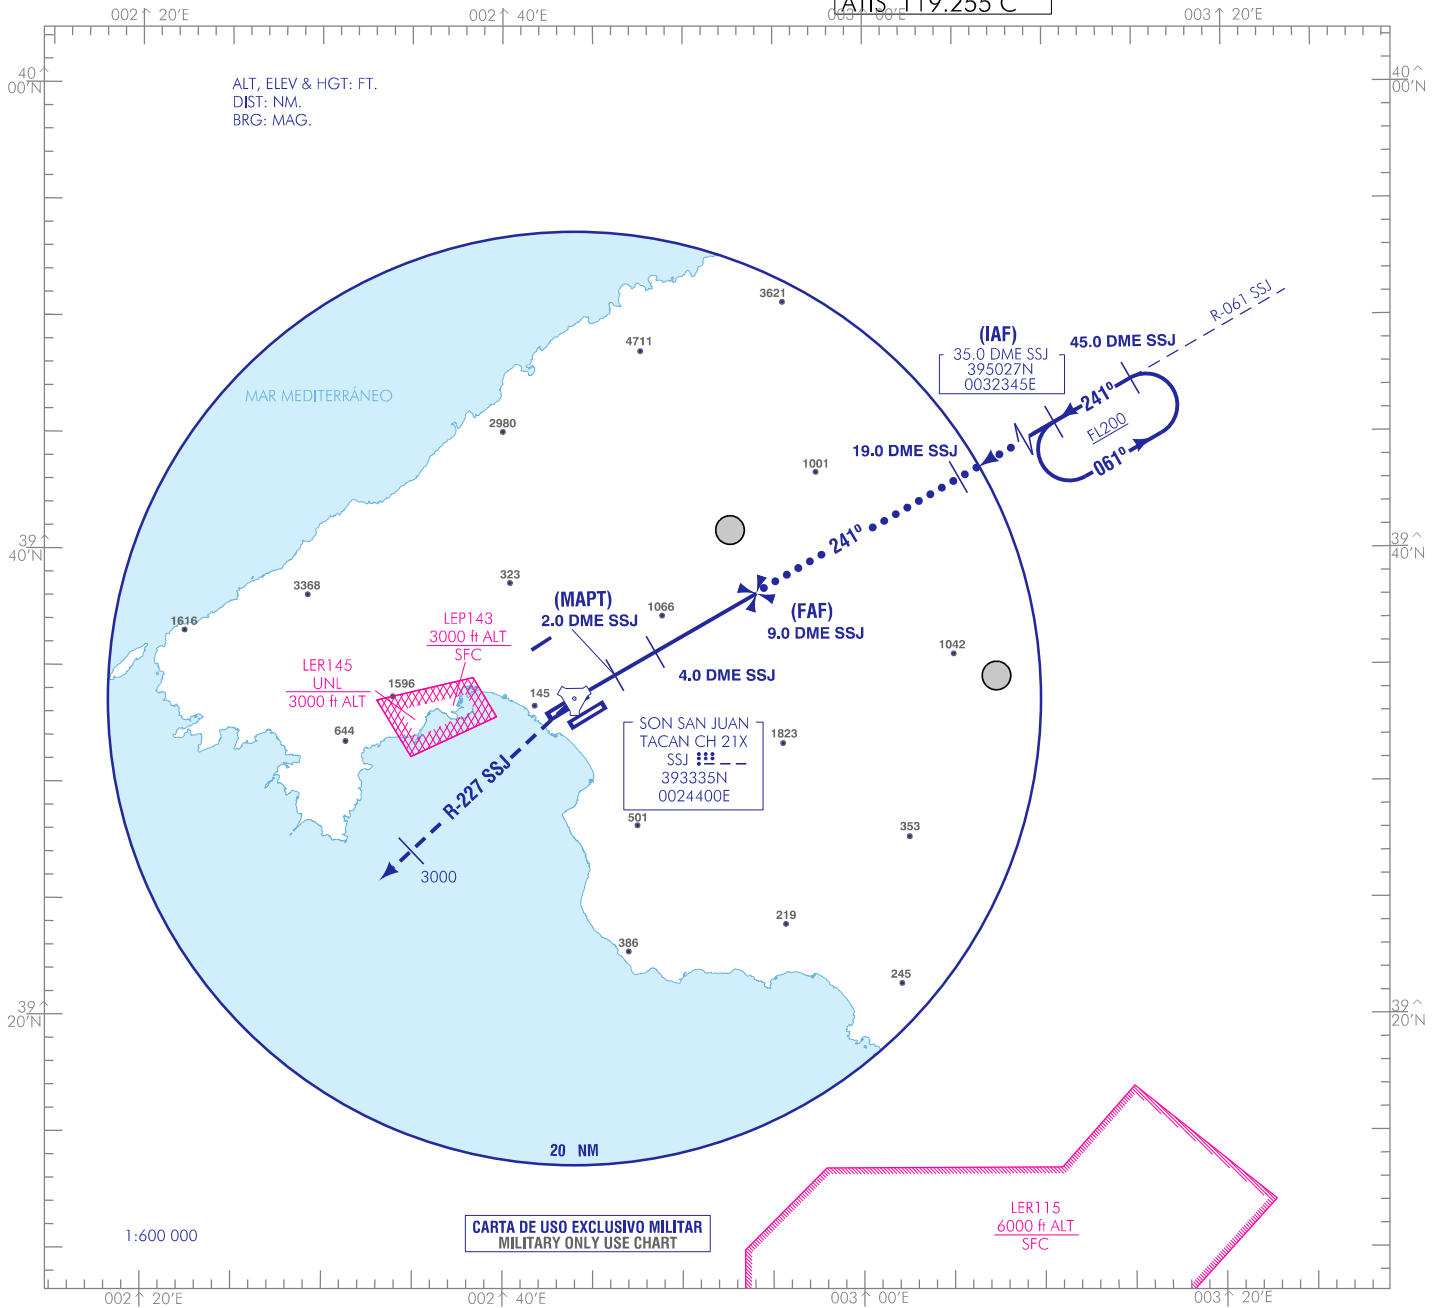 ATIS 119.255 C
002 20'E
002 40'E
003 00'E
003 20'E
40
00'N
40
00'N
ALT, ELEV & HGT: FT.
DIST: NM.
BRG: MAG.
3621
R-061 SSJ
(IAF)
35.0 DME SSJ
395027N
0032345E
45.0 DME SSJ
4711
MAR MEDITERRÁNEO
241º
FL200
061º
2980
19.0 DME SSJ
1001
39
40'N
241º
39
40'N
323
3368
(MAPT)
2.0 DME SSJ
1066
(FAF)
9.0 DME SSJ
1616
LEP143
3000 ft ALT
SFC
1042
LER145
UNL
3000 ft ALT
1596
4.0 DME SSJ
145
644
SON SAN JUAN
TACAN CH 21X
SSJ
393335N
0024400E
1823
R-227 SSJ
501
353
3000
219
386
245
39
20'N
39
20'N
20 NM
LER115
6000 ft ALT
SFC
1:600 000
CARTA DE USO EXCLUSIVO MILITAR
MILITARY ONLY USE CHART
002 20'E
002 40'E
003 00'E
003 20'E